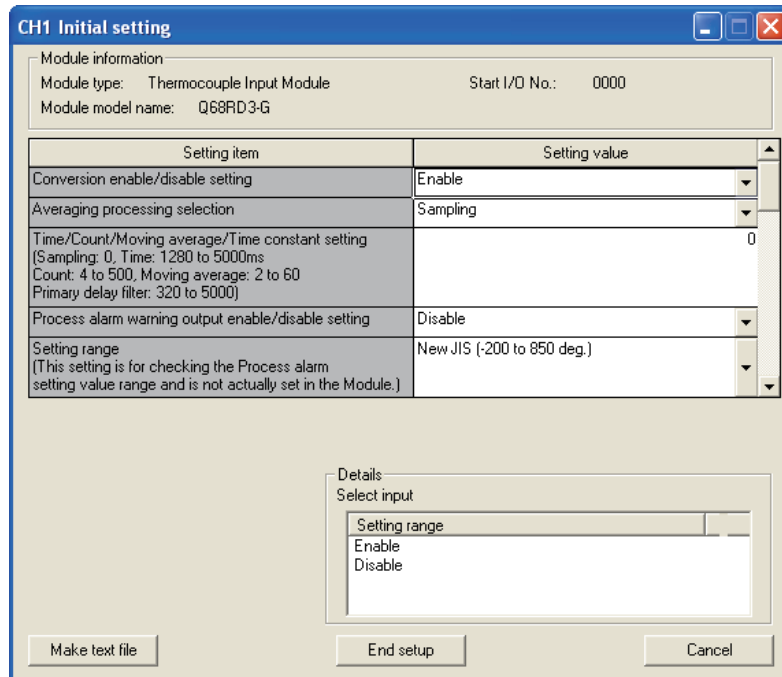 CH1 Initial setting
Module information
Module type: Thermocouple Input Module Start I/O No.: 0000
Module model name: Q68RD3-G
Setting item Setting value
Conversion enable/disable setting Enable
Averaging processing selection Sampling
Time/Count/Moving average/Time constant setting 0
(Sampling: 0, Time: 1280 to 5000ms
Count: 4 to 500, Moving average: 2 to 60
Primary delay filter: 320 to 5000)
Process alarm warning output enable/disable setting Disable
Setting range New JIS (-200 to 850 deg.)
(This setting is for checking the Process alarm
setting value range and is not actually set in the Module.)
Details
Select input
Setting range
Enable
Disable
Make text file End setup Cancel